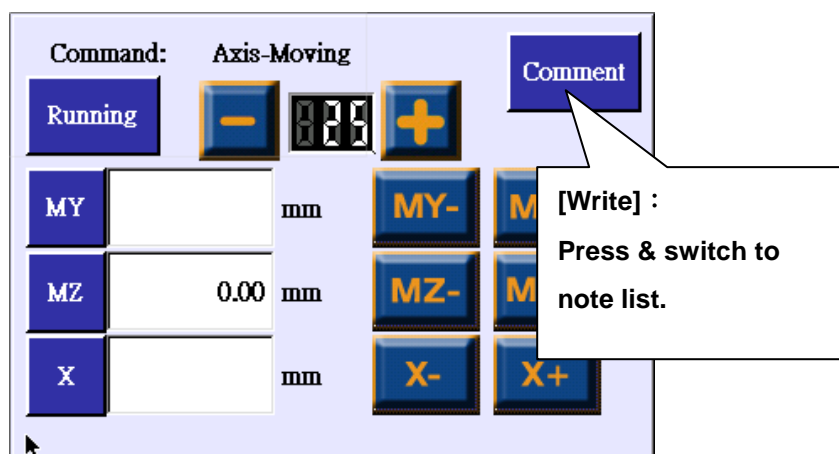 Command: Axis-Moving
Comment
Running − 25 +
MY mm MY- M
MZ 0.00 mm MZ- M
X mm X- X+
[Write]：
Press & switch to
note list.